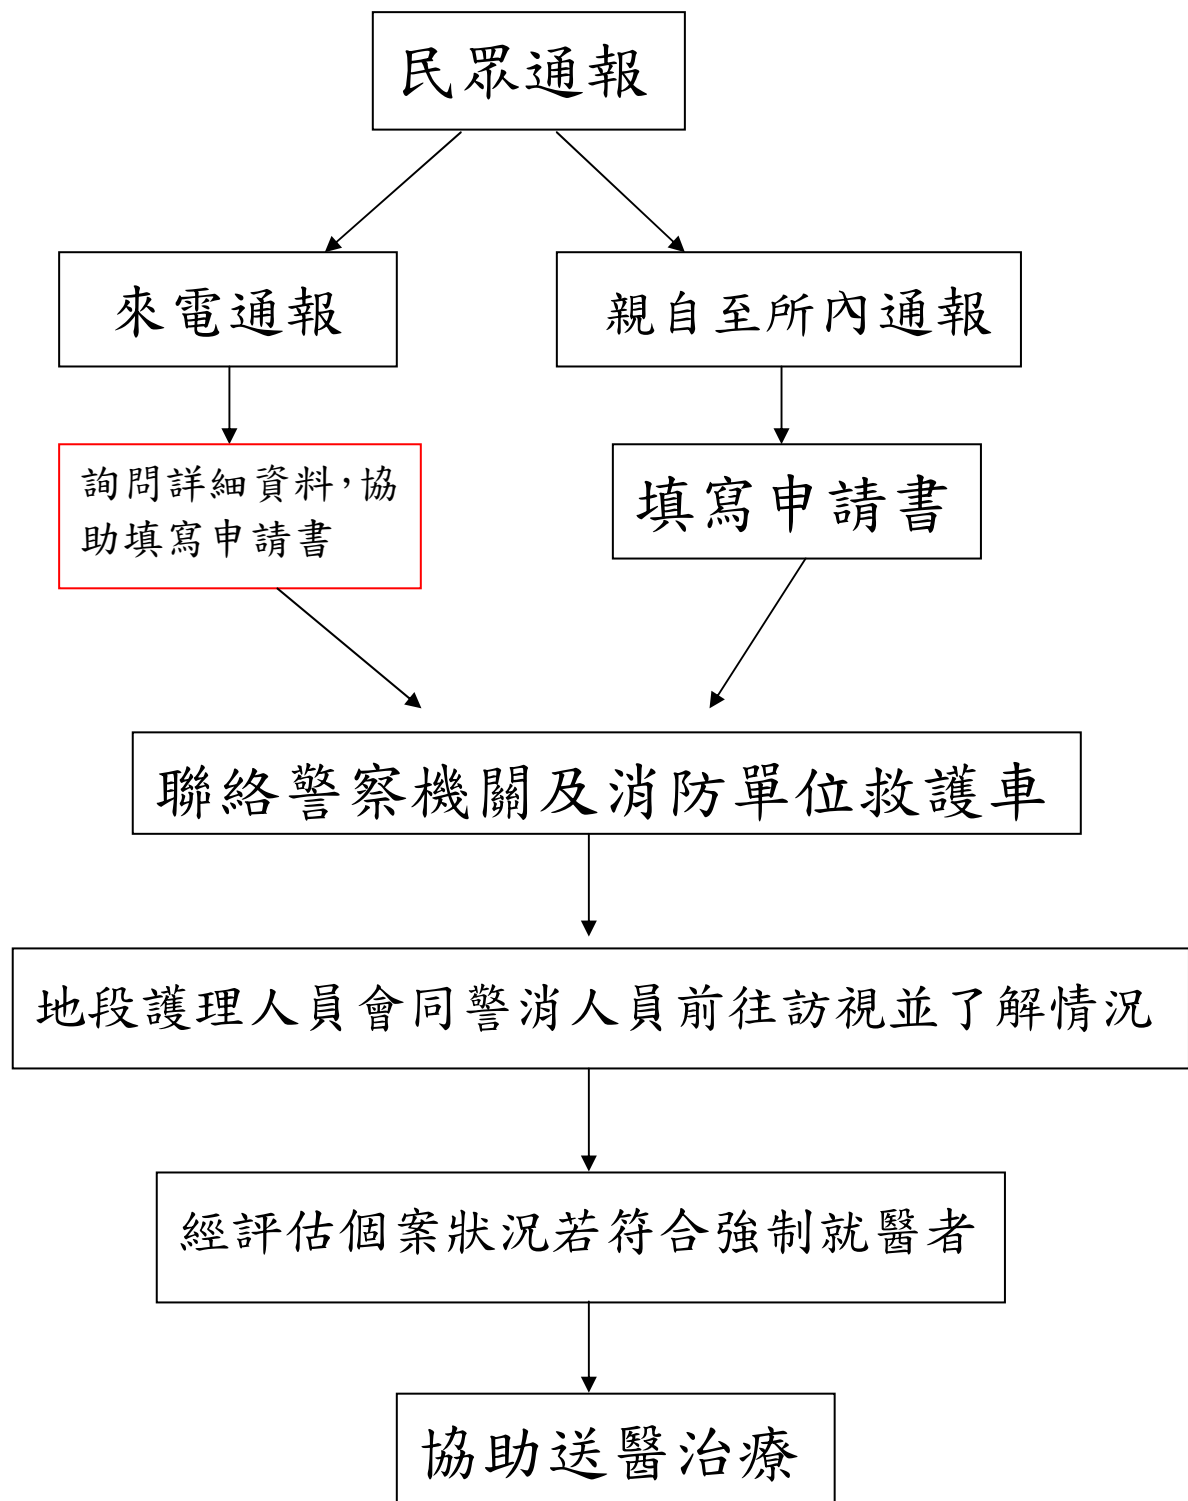 民眾通報
來電通報
親自至所內通報
詢問詳細資料，協
助填寫申請書
填寫申請書
聯絡警察機關及消防單位救護車
地段護理人員會同警消人員前往訪視並了解情況
經評估個案狀況若符合強制就醫者
協助送醫治療